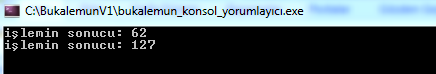 C:\BukalemunV1\bukalemun_konsol_yorumlayıcı.exe
işlemin sonucu: 62
işlemin sonucu: 127